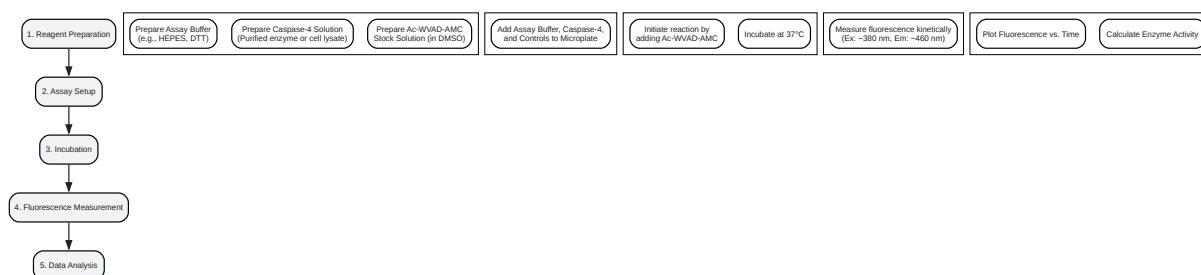 1. Reagent Preparation
Prepare Assay Buffer
(e.g., HEPES, DTT)
Prepare Caspase-4 Solution
(Purified enzyme or cell lysate)
Prepare Ac-WVAD-AMC
Stock Solution (in DMSO)
Add Assay Buffer, Caspase-4,
and Controls to Microplate
Initiate reaction by
adding Ac-WVAD-AMC
Incubate at 37°C
Measure fluorescence kinetically
(Ex: ~380 nm, Em: ~460 nm)
Plot Fluorescence vs. Time
Calculate Enzyme Activity
2. Assay Setup
3. Incubation
4. Fluorescence Measurement
5. Data Analysis